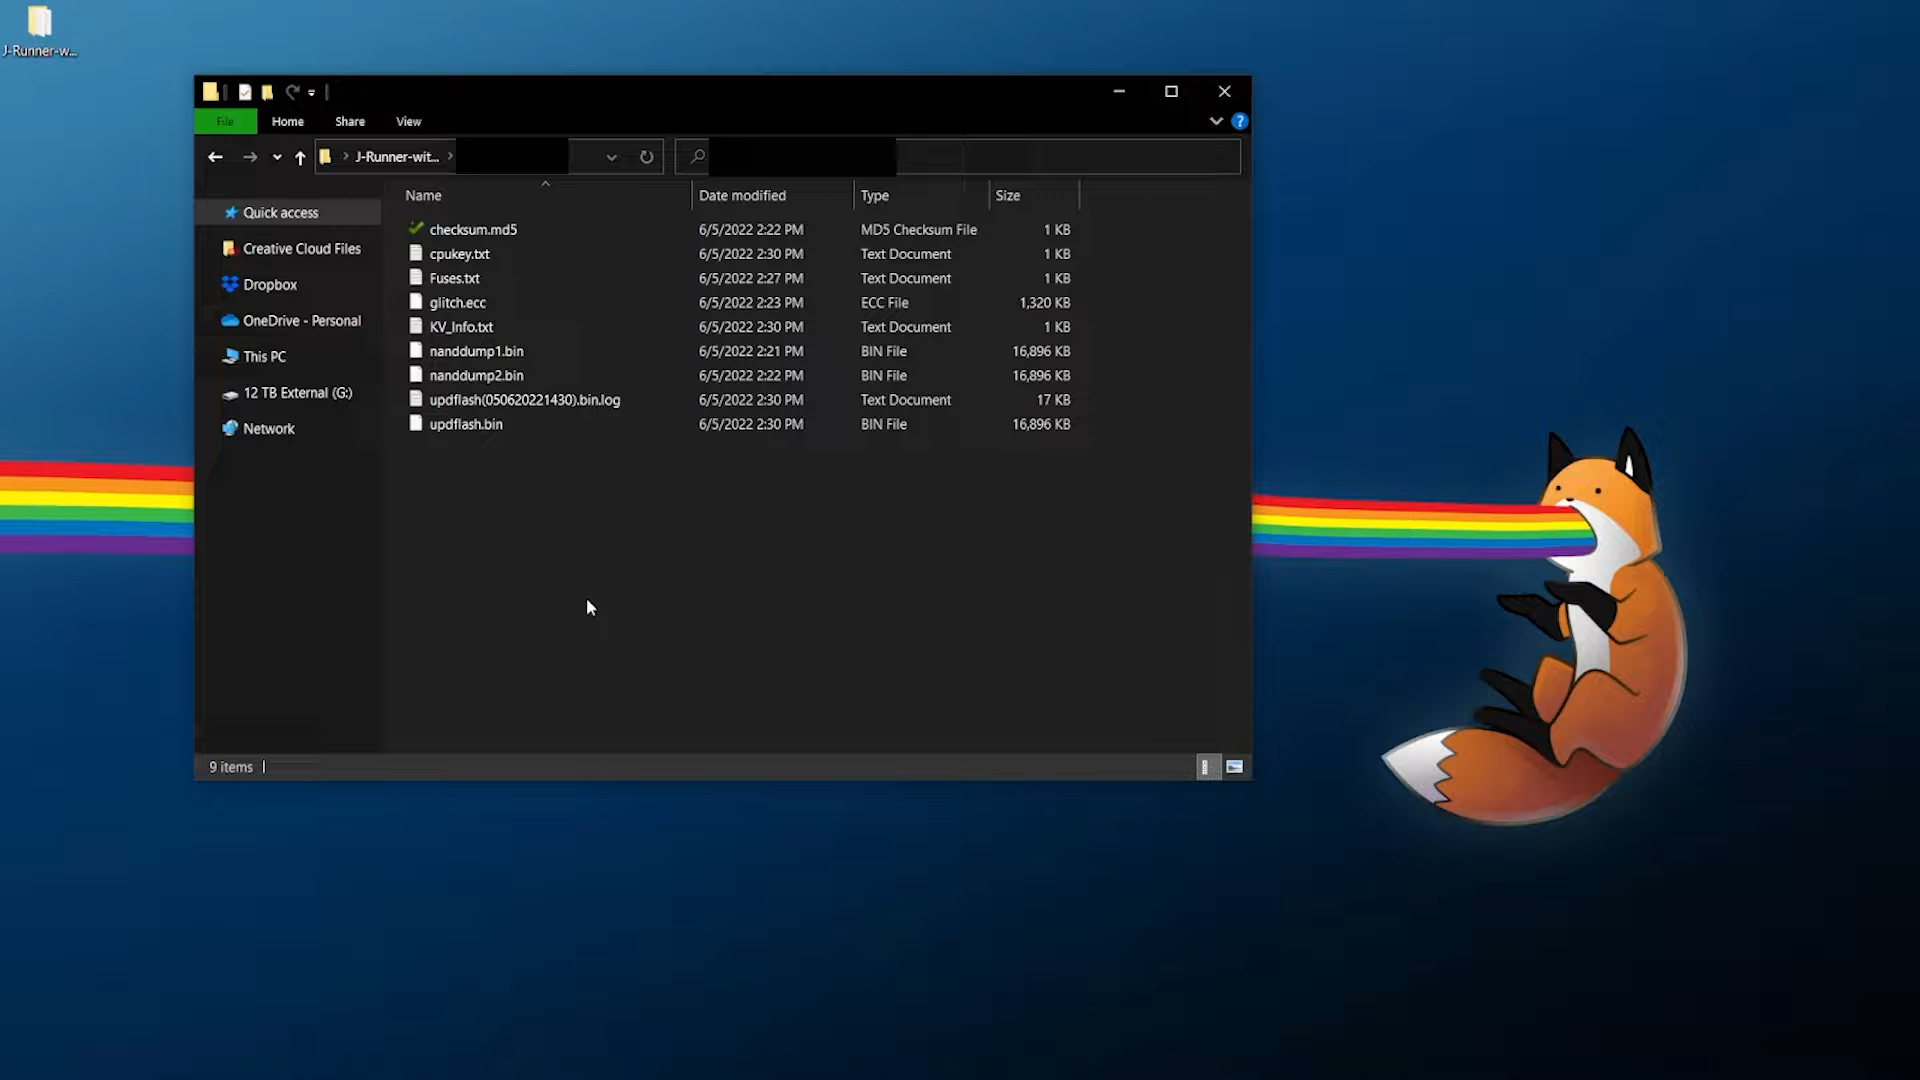 J-Runner-w...
File
Home
Share
View
J-Runner-wit...
Name
Date modified
Type
Size
Quick access
Creative Cloud Files
Dropbox
OneDrive - Personal
This PC
12 TB External (G:)
Network
checksum.md5 6/5/2022 2:22 PM MD5 Checksum File 1 KB
cpukey.txt 6/5/2022 2:30 PM Text Document 1 KB
Fuses.txt 6/5/2022 2:27 PM Text Document 1 KB
glitch.ecc 6/5/2022 2:23 PM ECC File 1,320 KB
KV_Info.txt 6/5/2022 2:30 PM Text Document 1 KB
nanddump1.bin 6/5/2022 2:21 PM BIN File 16,896 KB
nanddump2.bin 6/5/2022 2:22 PM BIN File 16,896 KB
updflash(050620221430).bin.log 6/5/2022 2:30 PM Text Document 17 KB
updflash.bin 6/5/2022 2:30 PM BIN File 16,896 KB
9 items